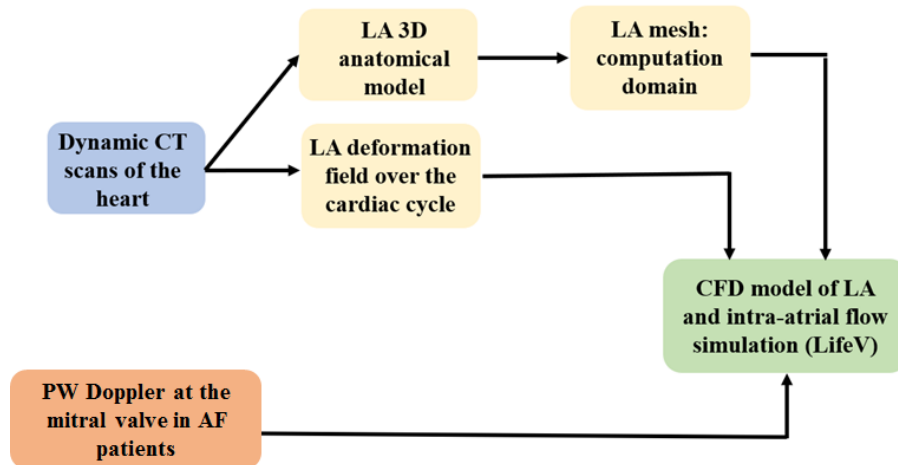 LA 3D
anatomical
model
LA mesh:
computation
domain
Dynamic CT
scans of the
heart
LA deformation
field over the
cardiac cycle
CFD model of LA
and intra-atrial flow
simulation (LifeV)
PW Doppler at the
mitral valve in AF
patients